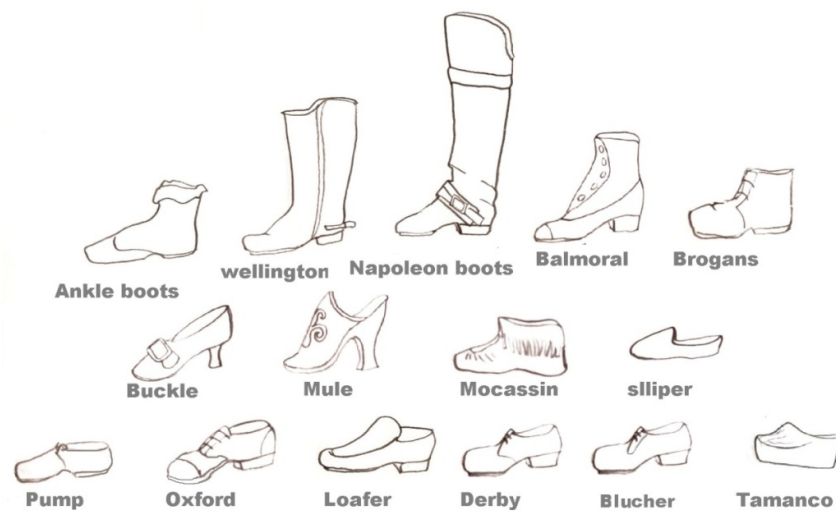 Ankle boots
wellington
Napoleon boots
Balmoral
Brogans
Buckle
Mule
Mocassin
slliper
Pump
Oxford
Loafer
Derby
Blucher
Tamanco